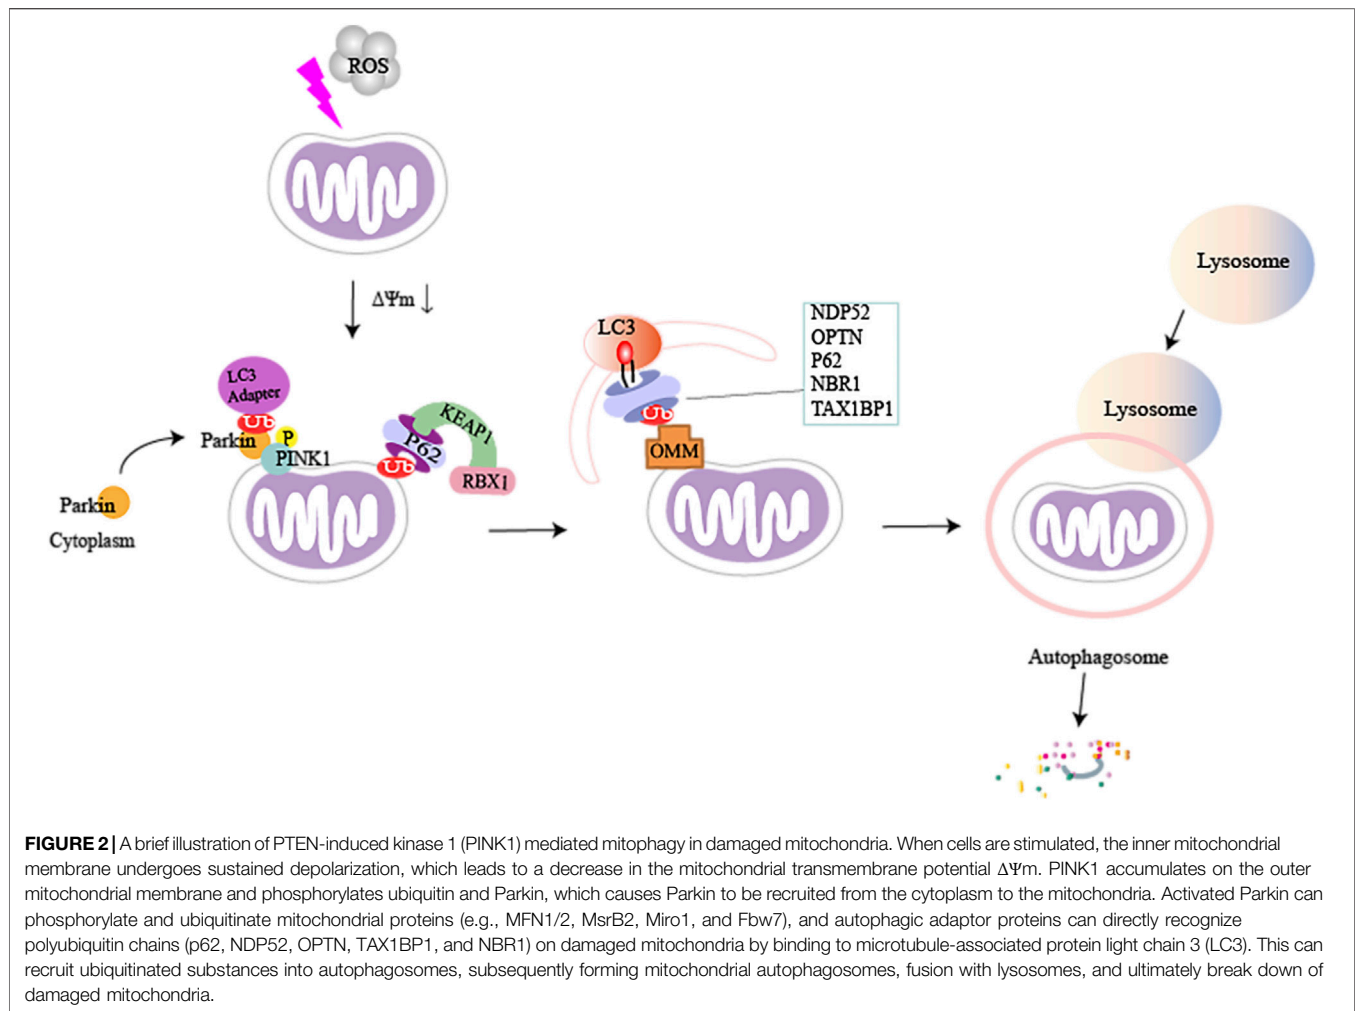 ROS
ΔΨm ↓
LC3
Adapter
Ub
Parkin
P
PINK1
Parkin
Cytoplasm
P62
Ub
KEAP1
RBX1
LC3
Ub
OMM
NDP52
OPTN
P62
NBR1
TAX1BP1
Lysosome
Lysosome
Autophagosome
FIGURE 2 | A brief illustration of PTEN-induced kinase 1 (PINK1) mediated mitophagy in damaged mitochondria. When cells are stimulated, the inner mitochondrial
membrane undergoes sustained depolarization, which leads to a decrease in the mitochondrial transmembrane potential ΔΨm. PINK1 accumulates on the outer
mitochondrial membrane and phosphorylates ubiquitin and Parkin, which causes Parkin to be recruited from the cytoplasm to the mitochondria. Activated Parkin can
phosphorylate and ubiquitinate mitochondrial proteins (e.g., MFN1/2, MsrB2, Miro1, and Fbw7), and autophagic adaptor proteins can directly recognize
polyubiquitin chains (p62, NDP52, OPTN, TAX1BP1, and NBR1) on damaged mitochondria by binding to microtubule-associated protein light chain 3 (LC3). This can
recruit ubiquitinated substances into autophagosomes, subsequently forming mitochondrial autophagosomes, fusion with lysosomes, and ultimately break down of
damaged mitochondria.